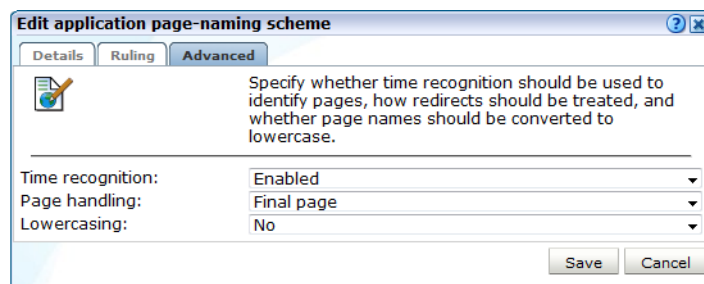 Edit application page-naming scheme
?
Details Ruling Advanced
Specify whether time recognition should be used to
identify pages, how redirects should be treated, and
whether page names should be converted to
lowercase.
Time recognition: Enabled
Page handling: Final page
Lowercasing: No
Save Cancel